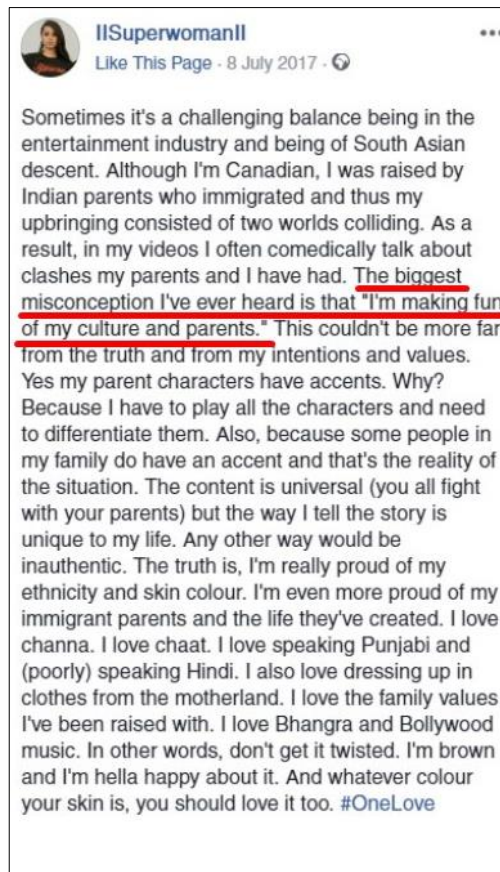 IISuperwomanII
Like This Page · 8 July 2017 ·
Sometimes it's a challenging balance being in the
entertainment industry and being of South Asian
descent. Although I'm Canadian, I was raised by
Indian parents who immigrated and thus my
upbringing consisted of two worlds colliding. As a
result, in my videos I often comedically talk about
clashes my parents and I have had. The biggest
misconception I've ever heard is that "I'm making fun
of my culture and parents." This couldn't be more far
from the truth and from my intentions and values.
Yes my parent characters have accents. Why?
Because I have to play all the characters and need
to differentiate them. Also, because some people in
my family do have an accent and that's the reality of
the situation. The content is universal (you all fight
with your parents) but the way I tell the story is
unique to my life. Any other way would be
inauthentic. The truth is, I'm really proud of my
ethnicity and skin colour. I'm even more proud of my
immigrant parents and the life they've created. I love
channa. I love chaat. I love speaking Punjabi and
(poorly) speaking Hindi. I also love dressing up in
clothes from the motherland. I love the family values
I've been raised with. I love Bhangra and Bollywood
music. In other words, don't get it twisted. I'm brown
and I'm hella happy about it. And whatever colour
your skin is, you should love it too. #OneLove